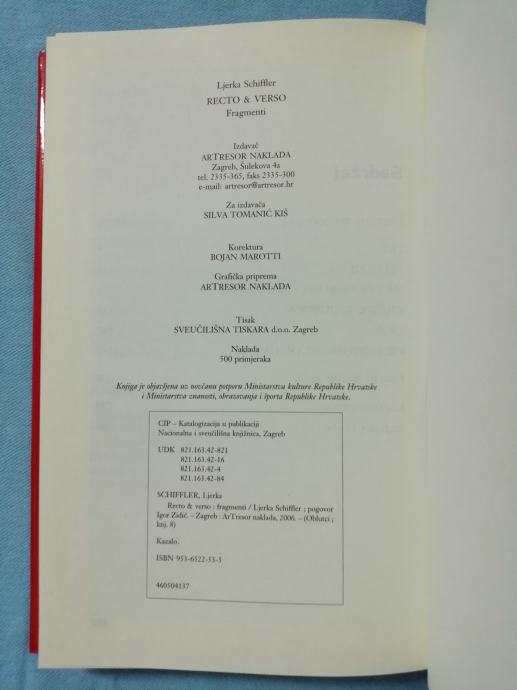 Ljerka Schiffler
RECTO & VERSO
Fragmenti
Izdavač
ARTRESOR NAKLADA
Zagreb, Šulekova 4a
tel. 2335-365, faks 2335-300
e-mail: artresor@artresor.hr
Za izdavača
SILVA TOMANIĆ KIŠ
Korektura
BOJAN MAROTTI
Grafička priprema
ARTRESOR NAKLADA
Tisak
SVEUČILIŠNA TISKARA d.o.o. Zagreb
Naklada
500 primjeraka
Knjiga je objavljena uz novčanu potporu Ministarstva kulture Republike Hrvatske
i Ministarstva znanosti, obrazovanja i športa Republike Hrvatske.
CIP – Katalogizacija u publikaciji
Nacionalna i sveučilišna knjižnica, Zagreb
UDK 821.163.42-821
821.163.42-16
821.163.42-4
821.163.42-84
SCHIFFLER, Ljerka
Recto & verso : fragmenti / Ljerka Schiffler ; pogovor
Igor Zidić. – Zagreb : ArTresor naklada, 2006. – (Oblutci ;
knj. 8)
Kazalo.
ISBN 953-6522-53-5
460504137
Sadržaj